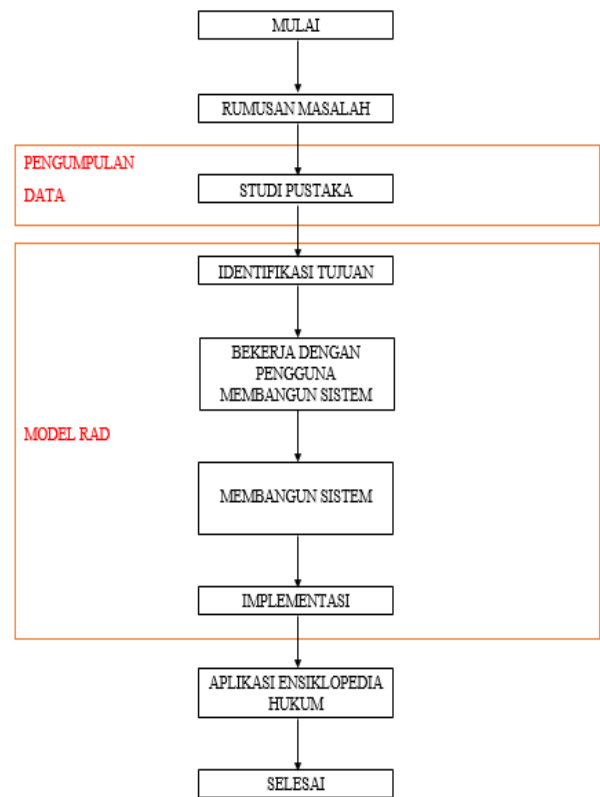 MULAI
RUMUSAN MASALAH
PENGUMPULAN
DATA
STUDI PUSTAKA
IDENTIFIKASI TUJUAN
BEKERJA DENGAN
PENGGUNA
MEMBANGUN SISTEM
MODEL RAD
MEMBANGUN SISTEM
IMPLEMENTASI
APLIKASI ENSIKLOPEDIA
HUKUM
SELESAI